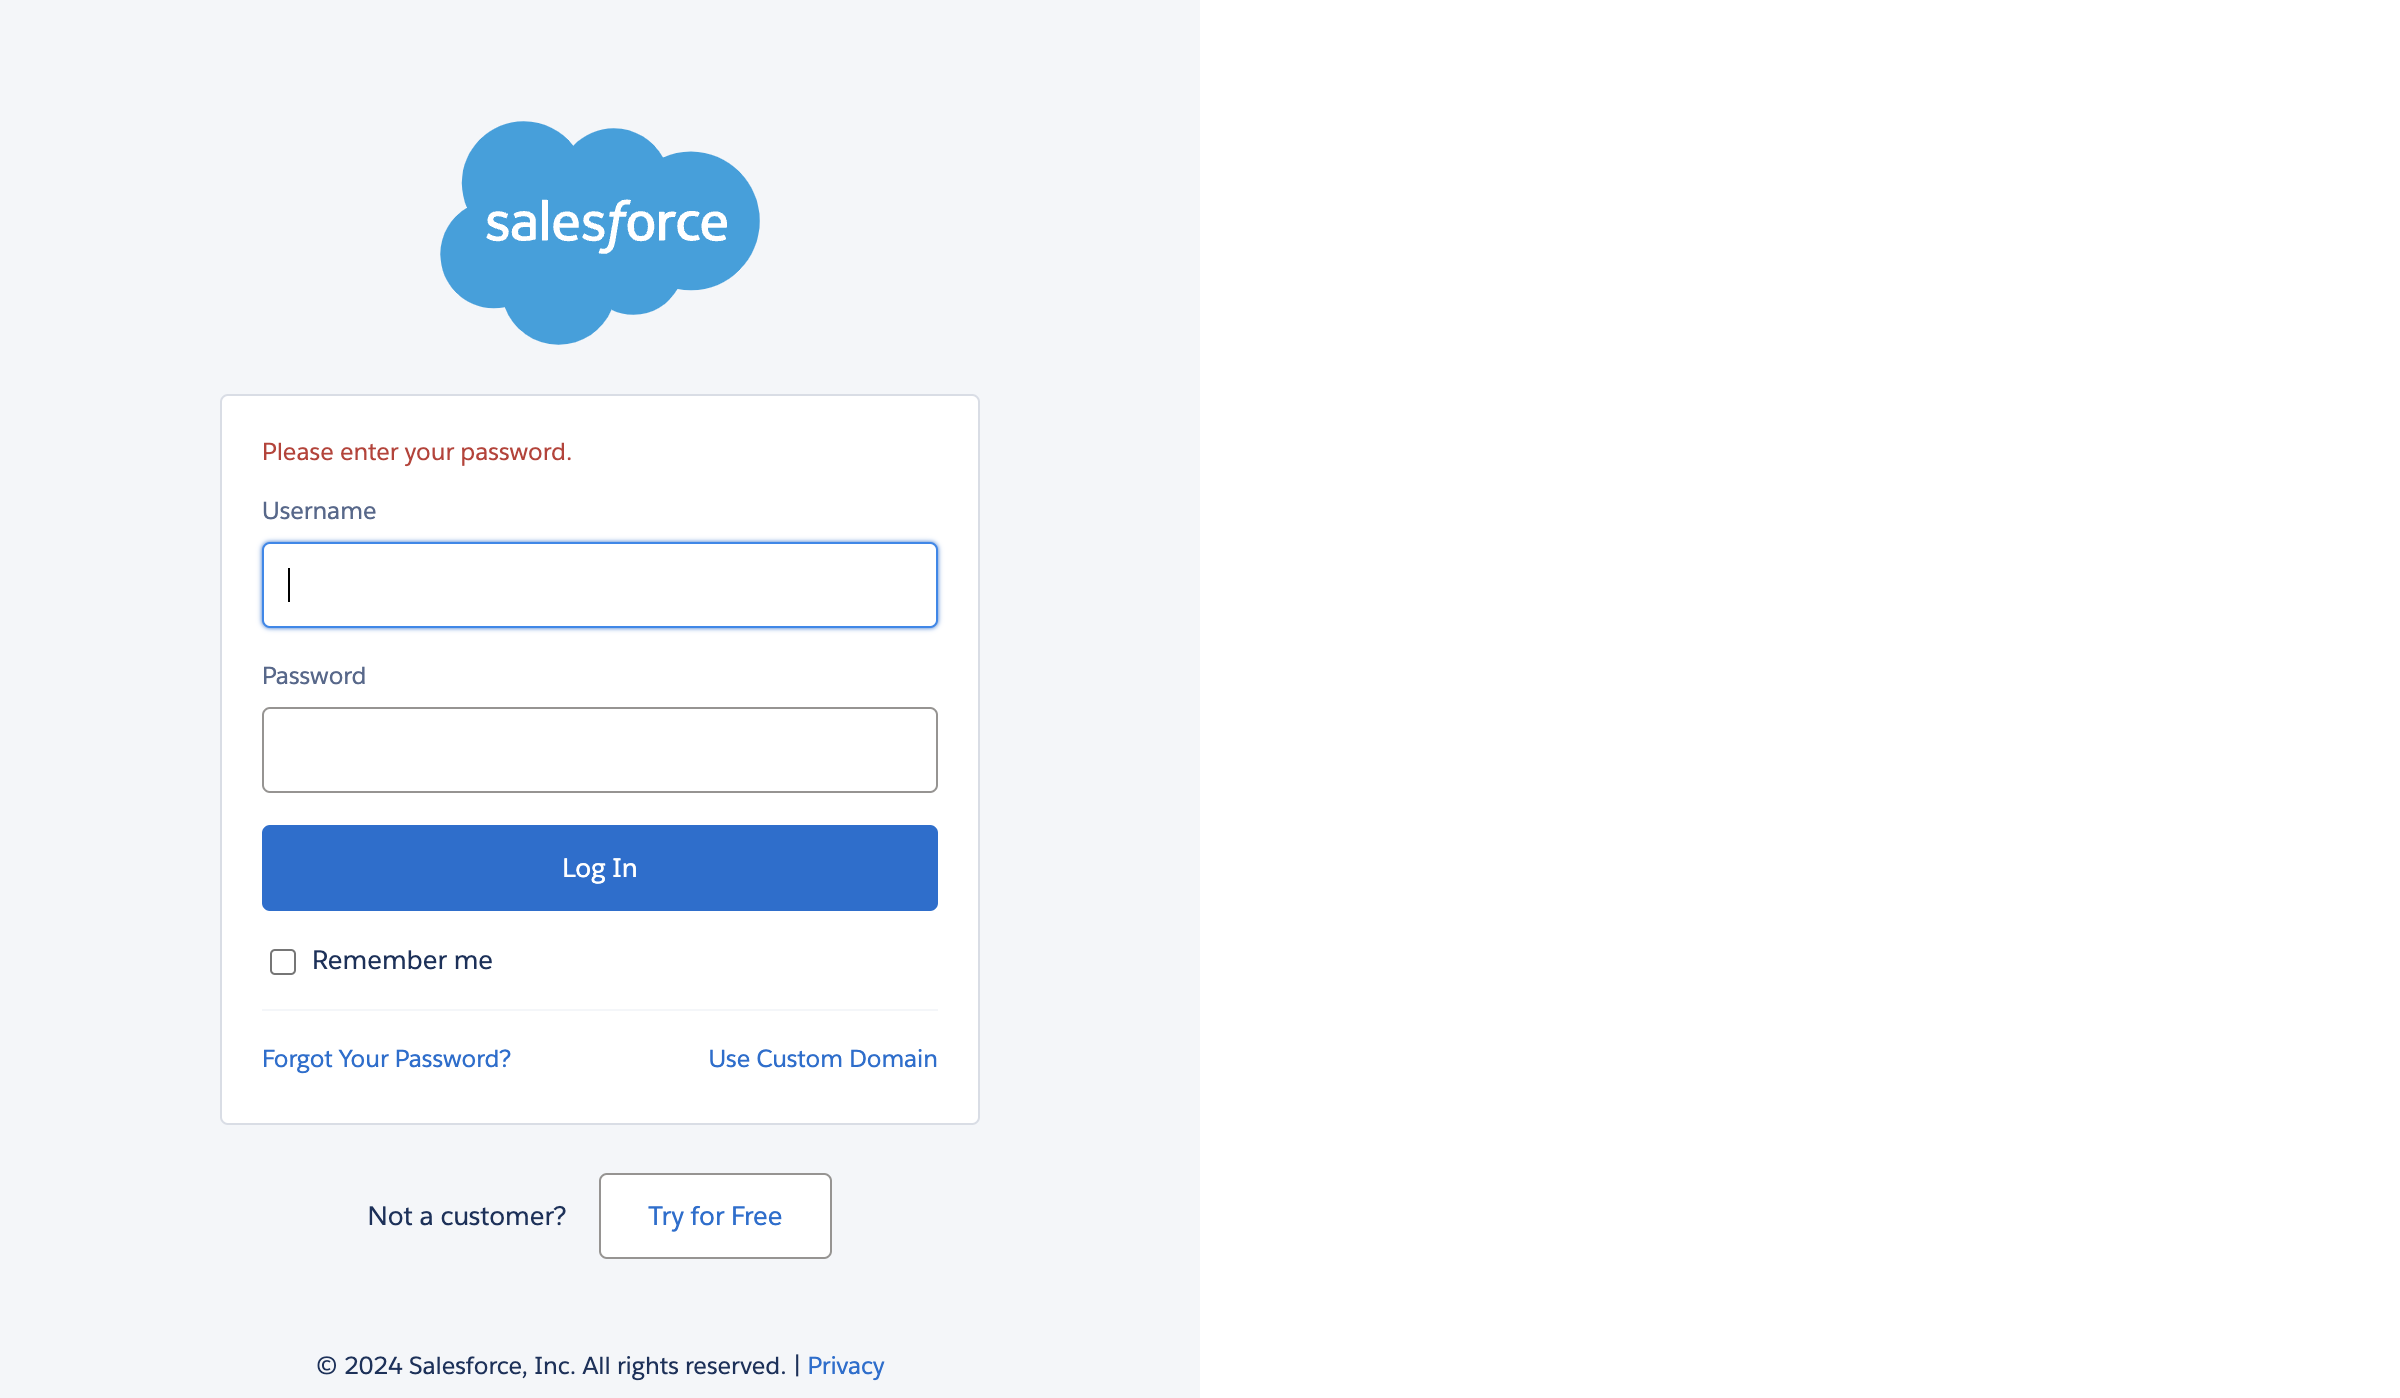 salesforce
Please enter your password.
Username
Password
Log In
Remember me
Forgot Your Password? Use Custom Domain
Not a customer? Try for Free
© 2024 Salesforce, Inc. All rights reserved. | Privacy